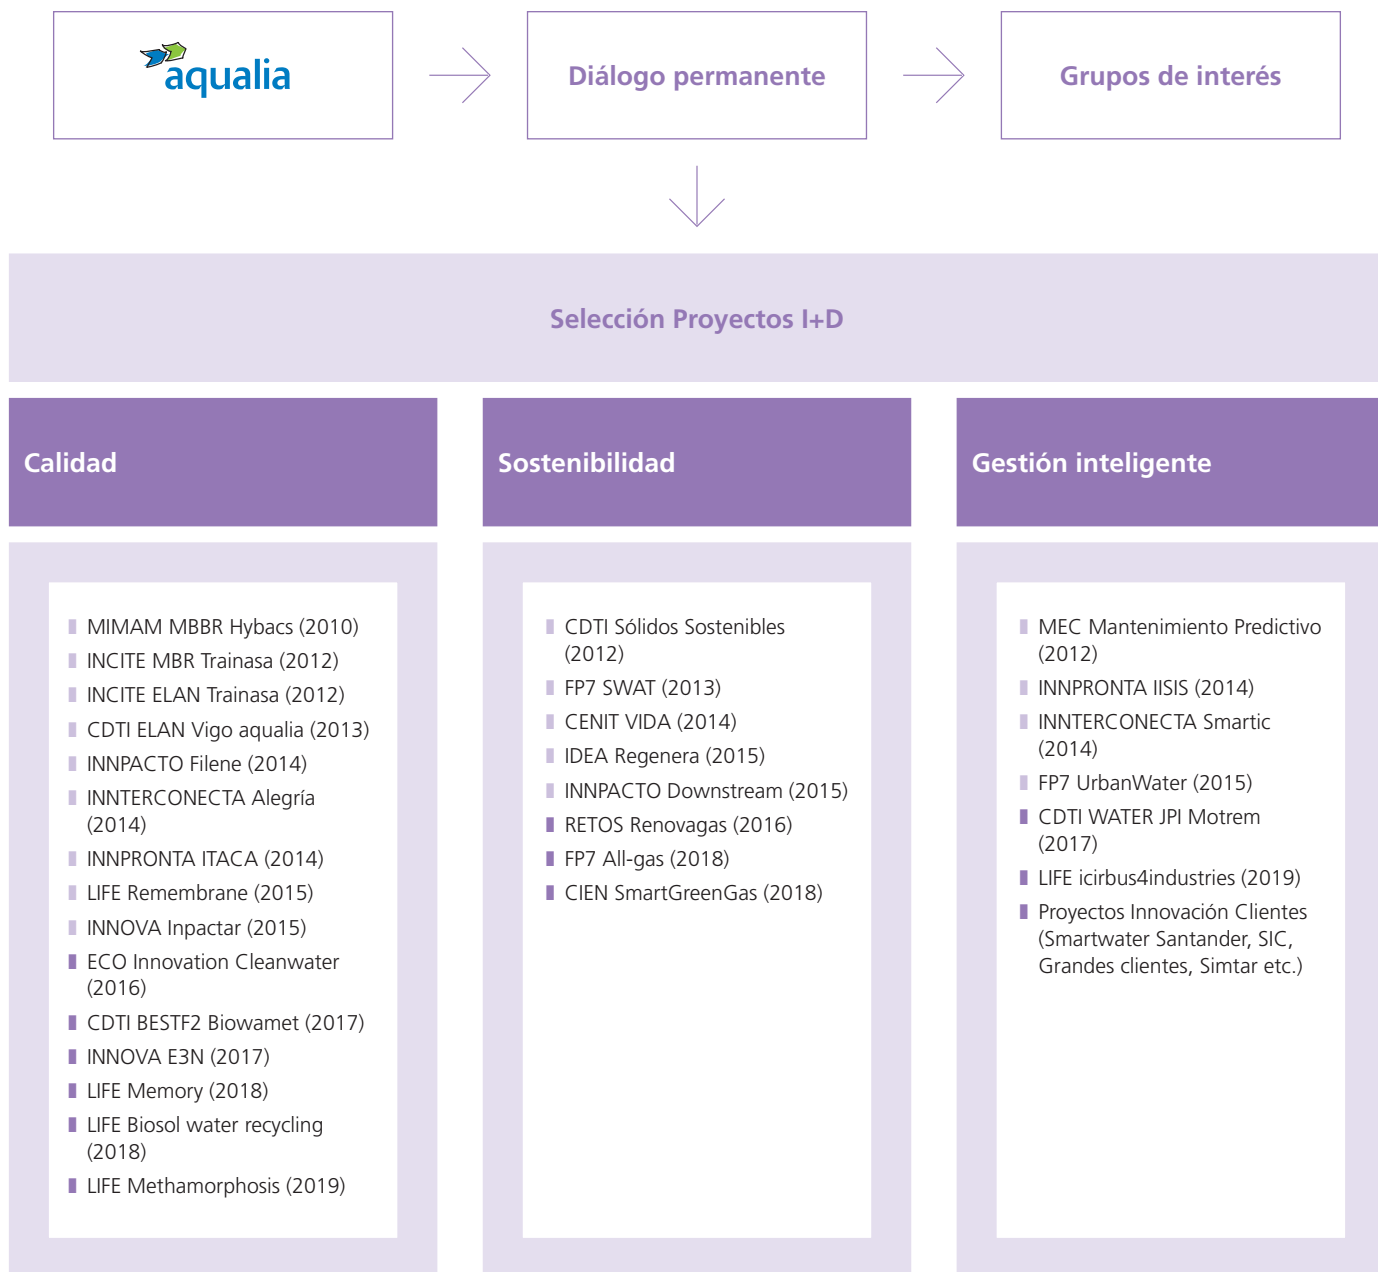 aqualia
Diálogo permanente
Grupos de interés
Selección Proyectos I+D
Calidad
MIMAM MBBR Hybacs (2010)
INCITE MBR Trainasa (2012)
INCITE ELAN Trainasa (2012)
CDTI ELAN Vigo aqualia (2013)
INNPACTO Filene (2014)
INNTERCONECTA Alegría
(2014)
INNPRONTA ITACA (2014)
LIFE Remembrane (2015)
INNOVA Inpactar (2015)
ECO Innovation Cleanwater
(2016)
CDTI BESTF2 Biowamet (2017)
INNOVA E3N (2017)
LIFE Memory (2018)
LIFE Biosol water recycling
(2018)
LIFE Methamorphosis (2019)
Sostenibilidad
CDTI Sólidos Sostenibles
(2012)
FP7 SWAT (2013)
CENIT VIDA (2014)
IDEA Regenera (2015)
INNPACTO Downstream (2015)
RETOS Renovagas (2016)
FP7 All-gas (2018)
CIEN SmartGreenGas (2018)
Gestión inteligente
MEC Mantenimiento Predictivo
(2012)
INNPRONTA IISIS (2014)
INNTERCONECTA Smartic
(2014)
FP7 UrbanWater (2015)
CDTI WATER JPI Motrem
(2017)
LIFE icirbus4industries (2019)
Proyectos Innovación Clientes
(Smartwater Santander, SIC,
Grandes clientes, Simtar etc.)